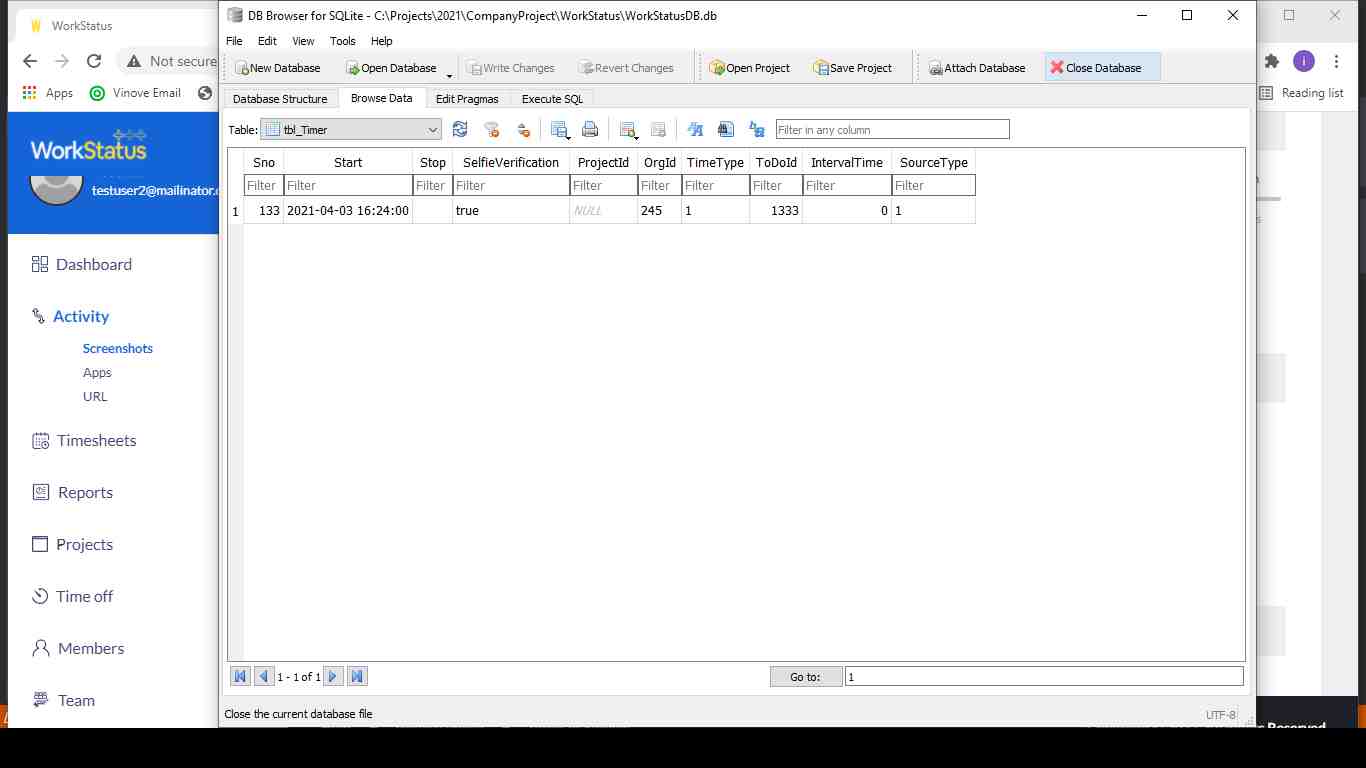 WorkStatus
Not secure
Apps
Vinove Email
WorkStatus
testuser2@mailinator.c
Dashboard
Activity
Screenshots
Apps
URL
Timesheets
Reports
Projects
Time off
Members
Team
DB Browser for SQLite - C:\Projects\2021\CompanyProject\WorkStatus\WorkStatusDB.db
File Edit View Tools Help
New Database Open Database Write Changes Revert Changes Open Project Save Project Attach Database Close Database
Database Structure Browse Data Edit Pragmas Execute SQL
Table: tbl_Timer Filter in any column
Sno Start Stop SelfieVerification ProjectId OrgId TimeType ToDoId IntervalTime SourceType
Filter Filter Filter Filter Filter Filter Filter Filter Filter Filter
1 133 2021-04-03 16:24:00 true NULL 245 1 1333 0 1
1 - 1 of 1 Go to: 1
Close the current database file UTF-8
i
Reading list
Reserved